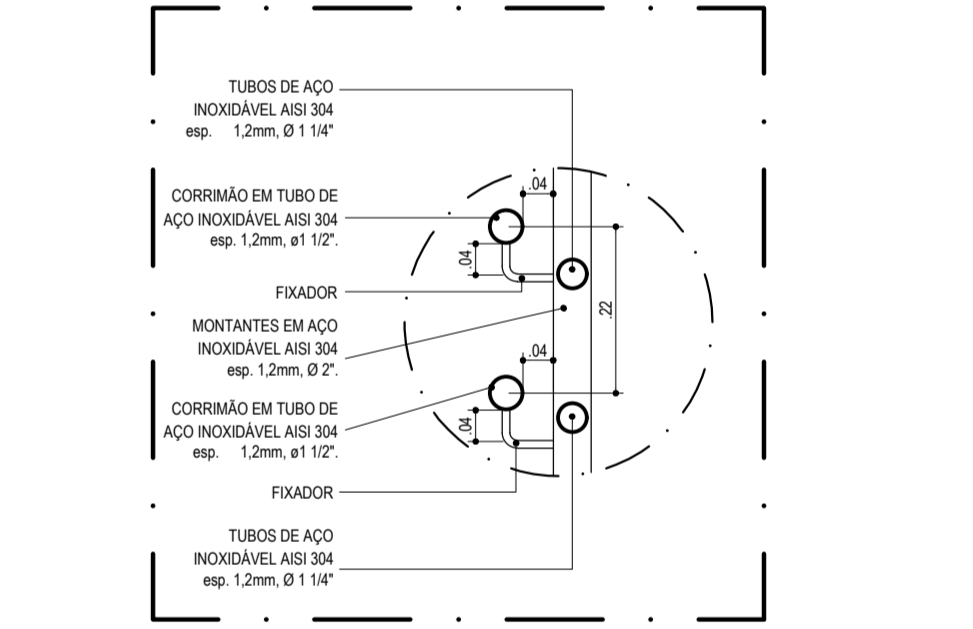 TUBOS DE AÇO
INOXIDÁVEL AISI 304
esp. 1,2mm, Ø 1 1/4"
CORRIMÃO EM TUBO DE
AÇO INOXIDÁVEL AISI 304
esp. 1,2mm, ø1 1/2".
FIXADOR
MONTANTES EM AÇO
INOXIDÁVEL AISI 304
esp. 1,2mm, Ø 2".
CORRIMÃO EM TUBO DE
AÇO INOXIDÁVEL AISI 304
esp. 1,2mm, ø1 1/2".
FIXADOR
TUBOS DE AÇO
INOXIDÁVEL AISI 304
esp. 1,2mm, Ø 1 1/4"
.04
.04
.22
.04
.04